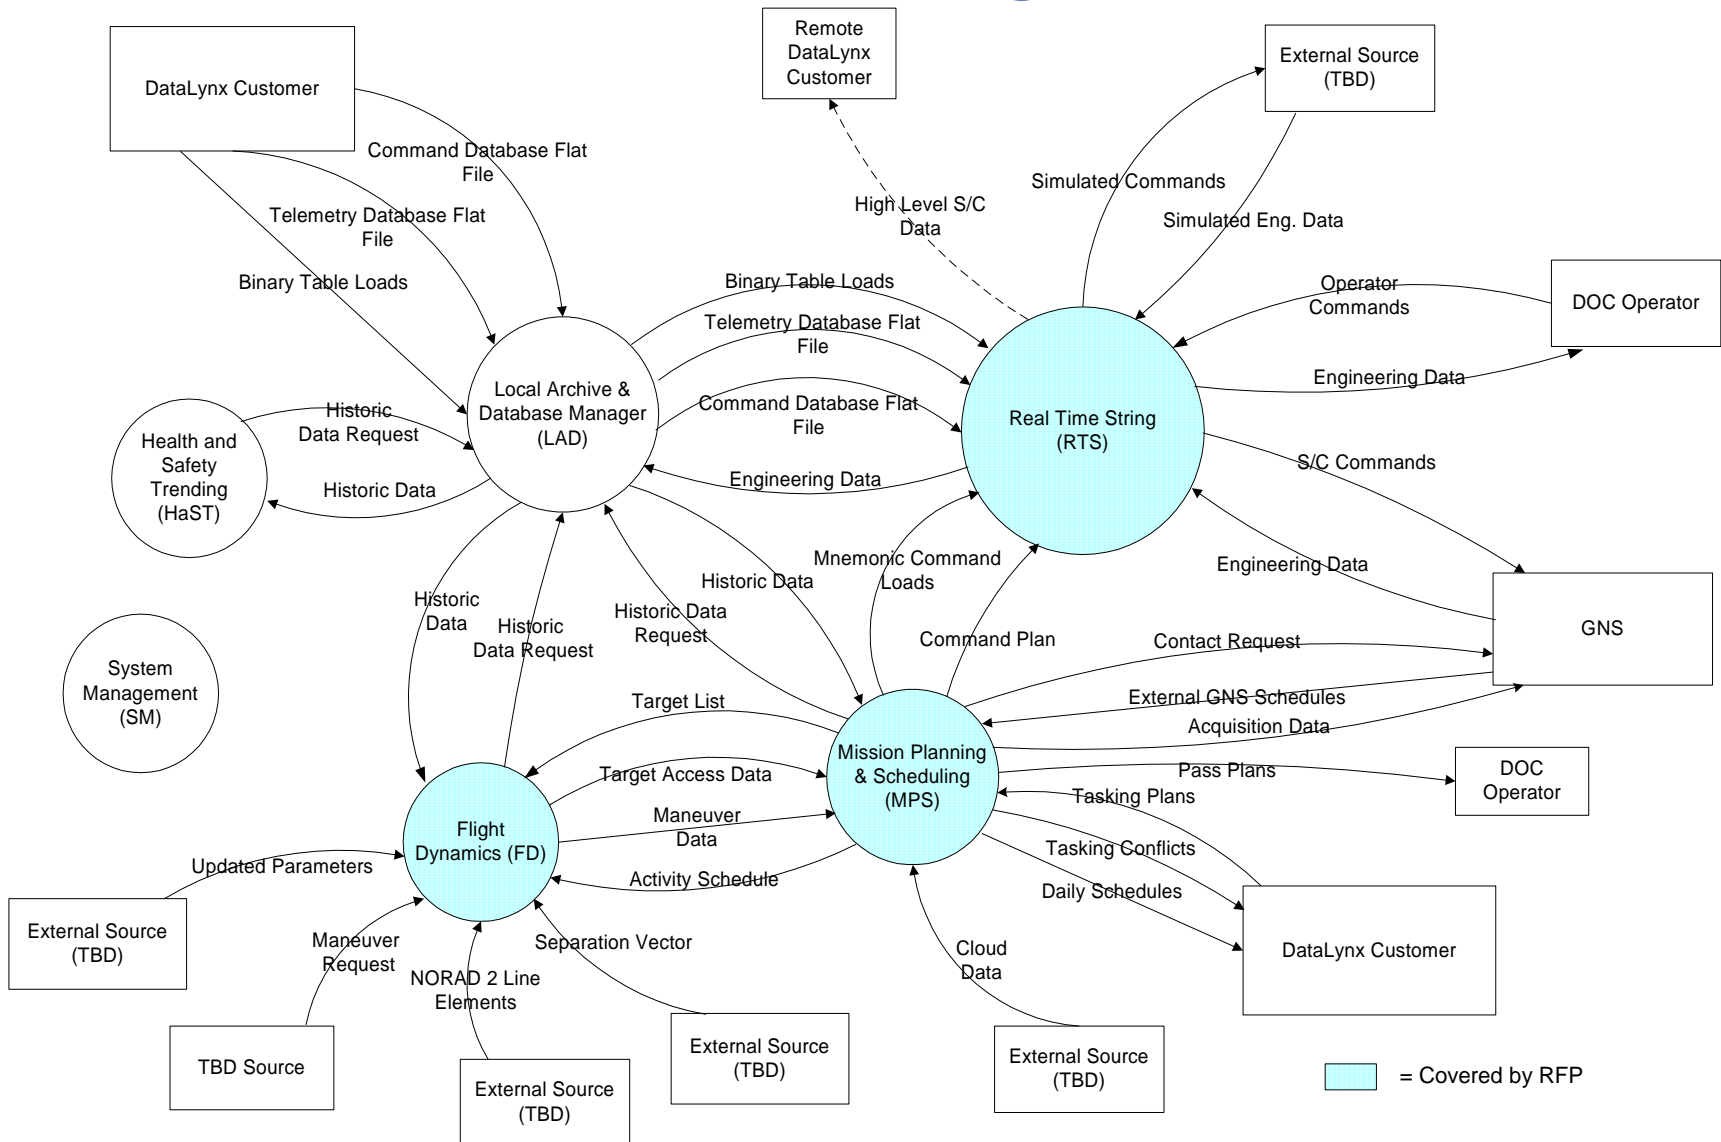 Remote
DataLynx
Customer
External Source
(TBD)
DataLynx Customer
Command Database Flat
File
Simulated Commands
High Level S/C
Data
Simulated Eng. Data
Telemetry Database Flat
File
Binary Table Loads
Binary Table Loads
Operator
Commands
DOC Operator
Telemetry Database Flat
File
Engineering Data
Local Archive &
Database Manager
(LAD)
Command Database Flat
File
Real Time String
(RTS)
Historic
Data Request
Health and
Safety
Trending
(HaST)
Historic Data
Engineering Data
S/C Commands
Mnemonic Command
Loads
Engineering Data
Historic Data
Historic
Data
Historic
Data Request
Historic Data
Request
Command Plan
Contact Request
GNS
System
Management
(SM)
Target List
External GNS Schedules
Acquisition Data
Mission Planning
& Scheduling
(MPS)
Target Access Data
Pass Plans
DOC
Operator
Tasking Plans
Maneuver
Data
Flight
Dynamics (FD)
Updated Parameters
Activity Schedule
Tasking Conflicts
Daily Schedules
External Source
(TBD)
Maneuver
Request
Separation Vector
NORAD 2 Line
Elements
Cloud
Data
DataLynx Customer
TBD Source
External Source
(TBD)
External Source
(TBD)
External Source
(TBD)
= Covered by RFP